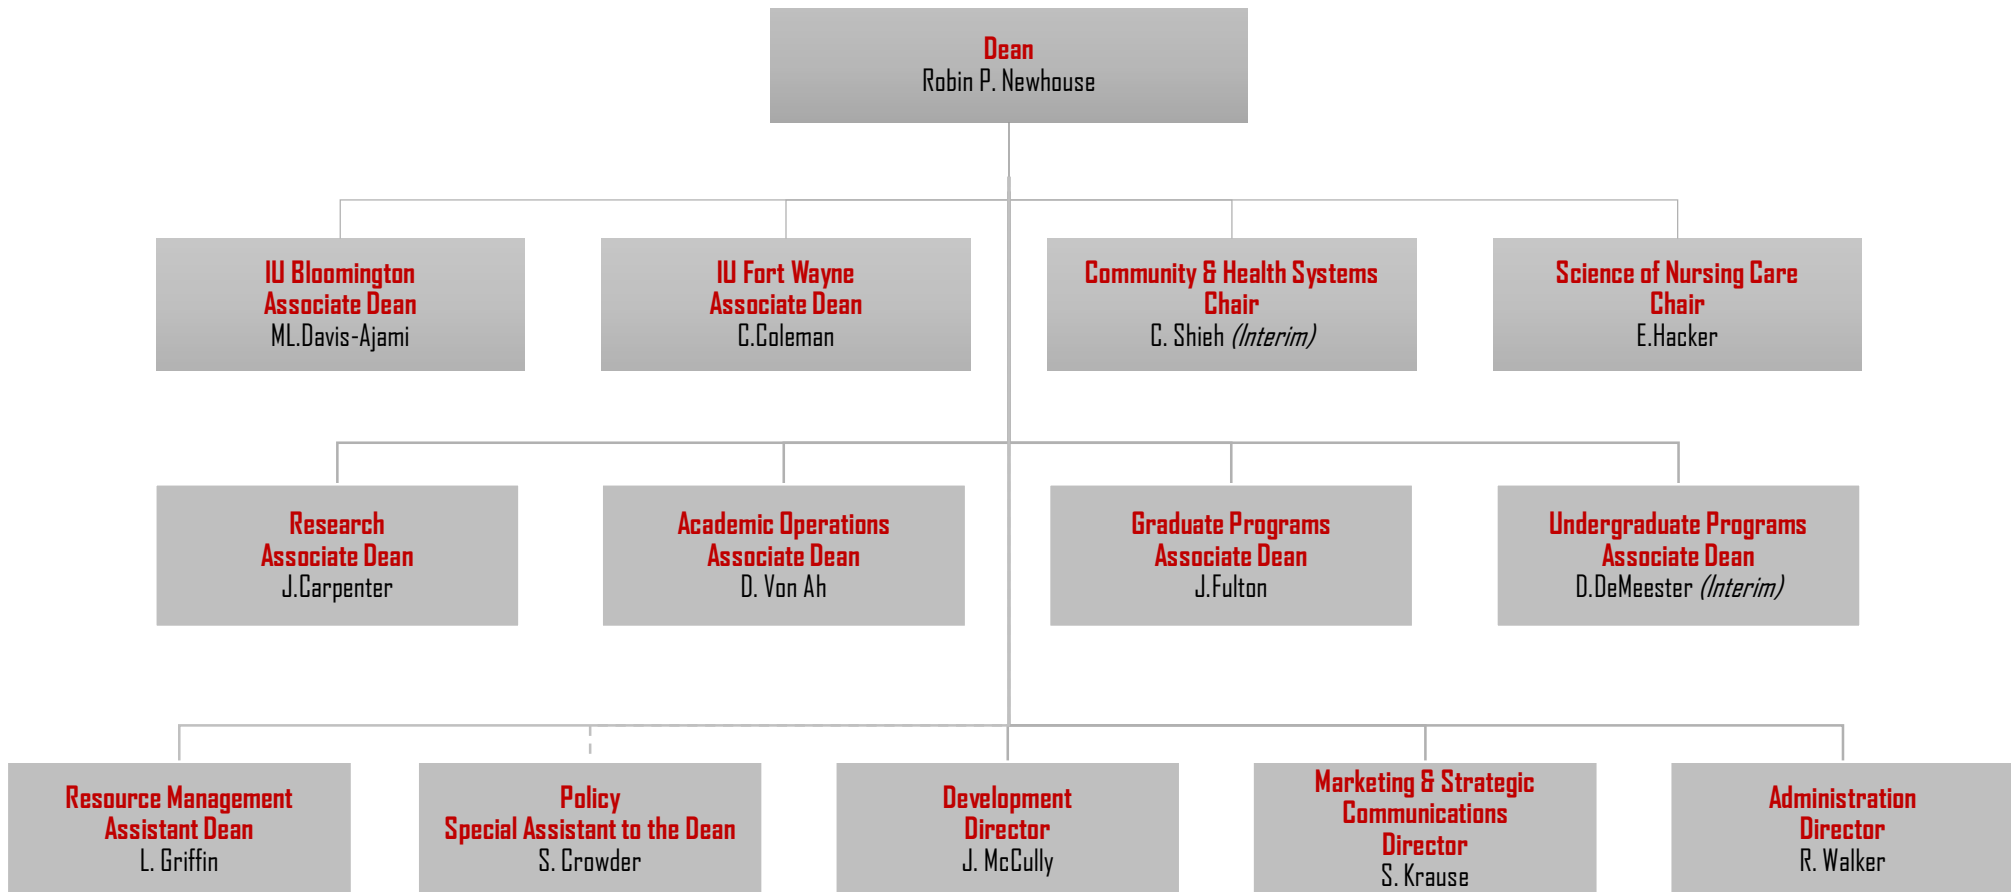 Dean
Robin P. Newhouse
IU Bloomington
Associate Dean
ML.Davis-Ajami
IU Fort Wayne
Associate Dean
C.Coleman
Community & Health Systems
Chair
C. Shieh (Interim)
Science of Nursing Care
Chair
E.Hacker
Research
Associate Dean
J.Carpenter
Academic Operations
Associate Dean
D. Von Ah
Graduate Programs
Associate Dean
J.Fulton
Undergraduate Programs
Associate Dean
D.DeMeester (Interim)
Resource Management
Assistant Dean
L. Griffin
Policy
Special Assistant to the Dean
S. Crowder
Development
Director
J. McCully
Marketing & Strategic
Communications
Director
S. Krause
Administration
Director
R. Walker